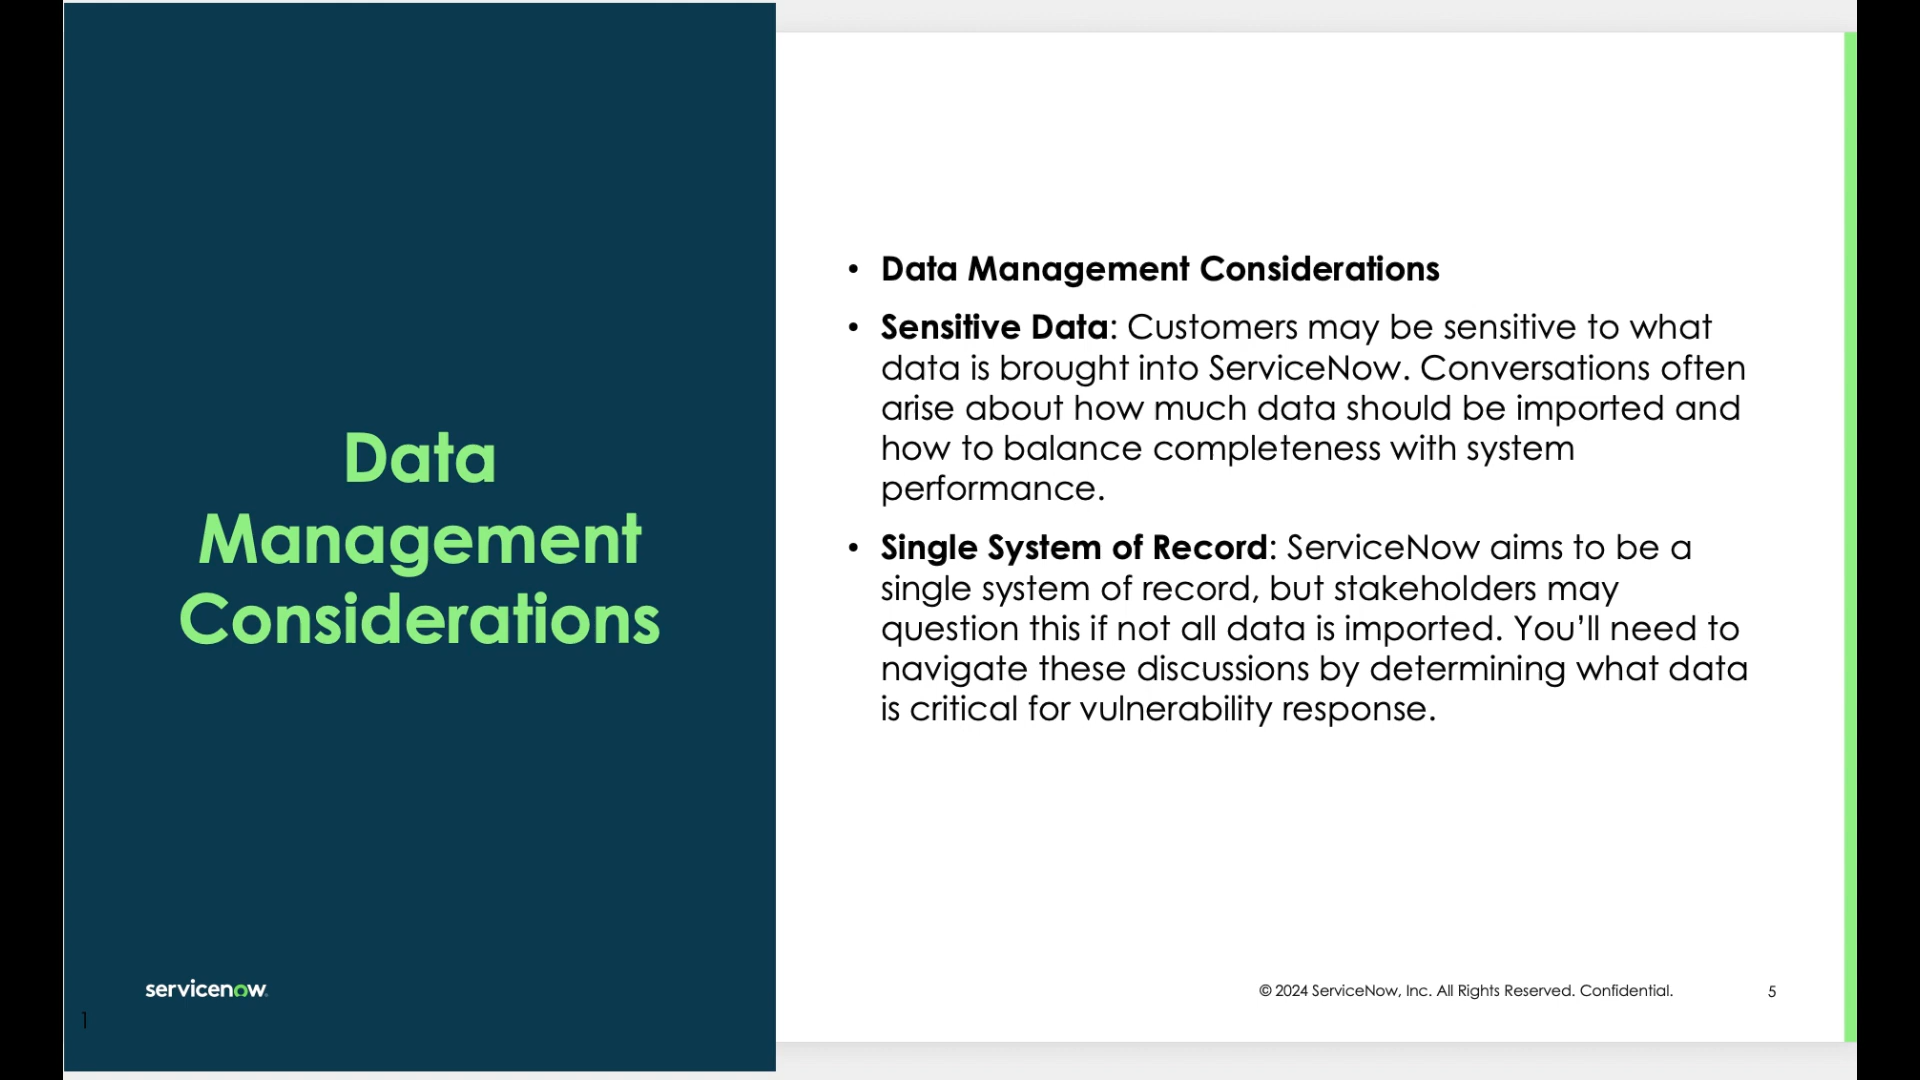 Data
Management
Considerations
• Data Management Considerations
• Sensitive Data: Customers may be sensitive to what
data is brought into ServiceNow. Conversations often
arise about how much data should be imported and
how to balance completeness with system
performance.
• Single System of Record: ServiceNow aims to be a
single system of record, but stakeholders may
question this if not all data is imported. You’ll need to
navigate these discussions by determining what data
is critical for vulnerability response.
servicenow.
© 2024 ServiceNow, Inc. All Rights Reserved. Confidential.
5
1